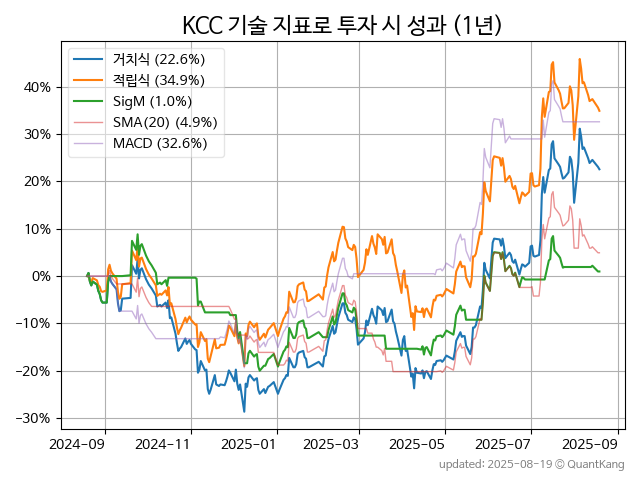 KCC 기술 지표로 투자 시 성과 (1년)
거치식 (22.6%)
적립식 (34.9%)
SigM (1.0%)
SMA(20) (4.9%)
MACD (32.6%)
40%
30%
20%
10%
0%
−10%
−20%
−30%
2024-09 2024-11 2025-01 2025-03 2025-05 2025-07 2025-09
updated: 2025-08-19 ⓒ QuantKang